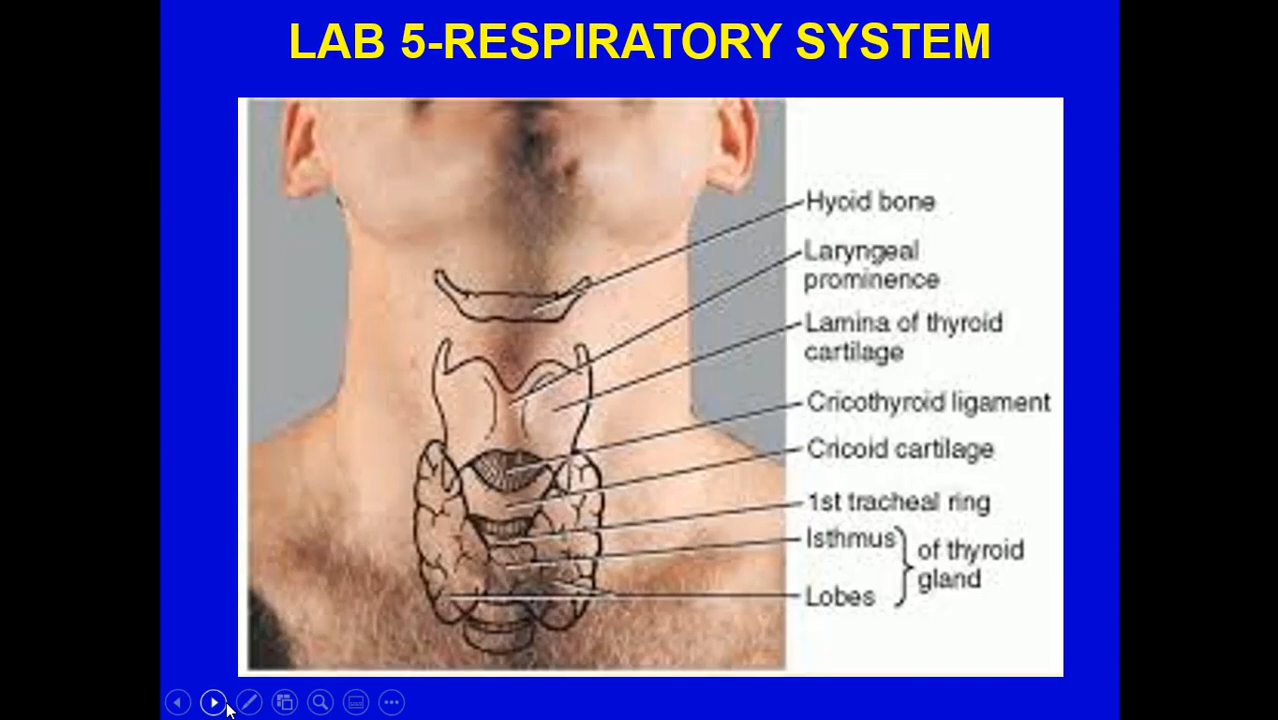 LAB 5-RESPIRATORY SYSTEM
Hyoid bone
Laryngeal
prominence
Lamina of thyroid
cartilage
Cricothyroid ligament
Cricoid cartilage
1st tracheal ring
Isthmus
of thyroid
gland
Lobes